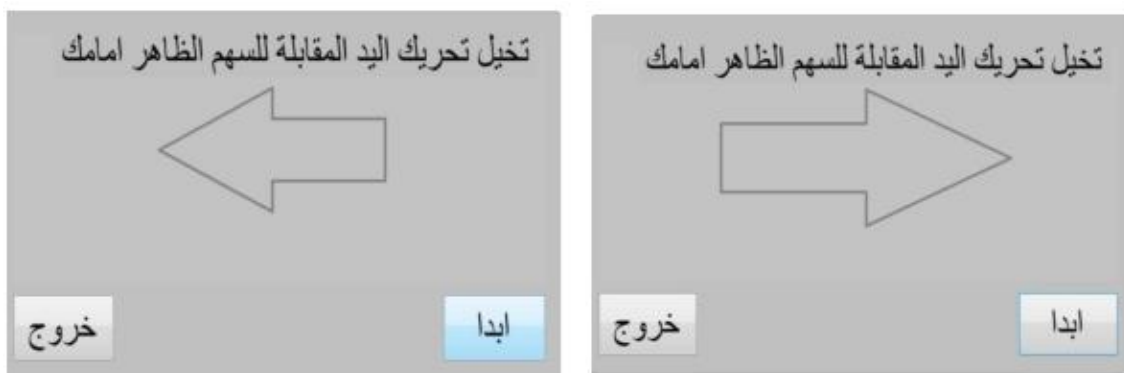 تخيل تحريك اليد المقابلة للسهم الظاهر امامك
ابدا
خروج
تخيل تحريك اليد المقابلة للسهم الظاهر امامك
ابدا
خروج